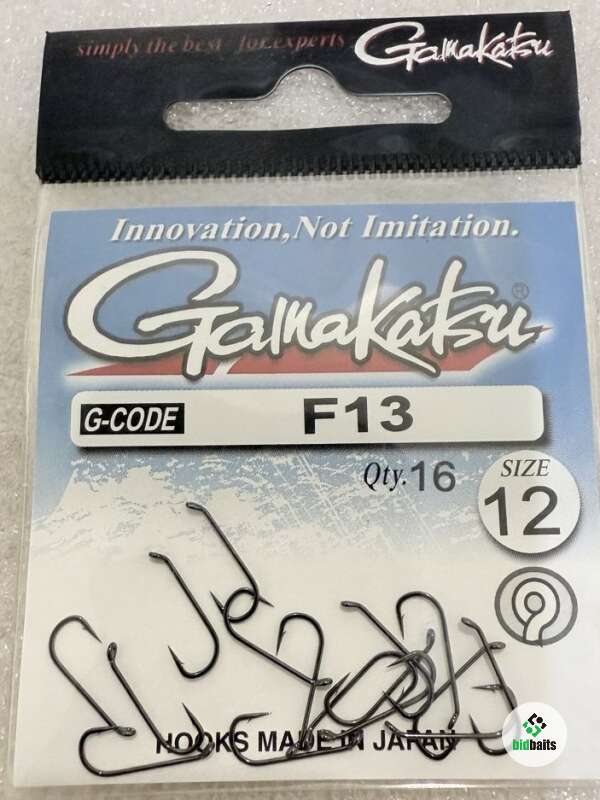 simply the best for experts Gamakatsu
Innovation, Not Imitation.
Gamakatsu ®
G-CODE F13
Qty. 16
SIZE
12
HOOKS MADE IN JAPAN
bidbaits